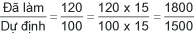 Đã làm / Dự định = 120 / 100 = 120 x 15 / 100 x 15 = 1800 / 1500